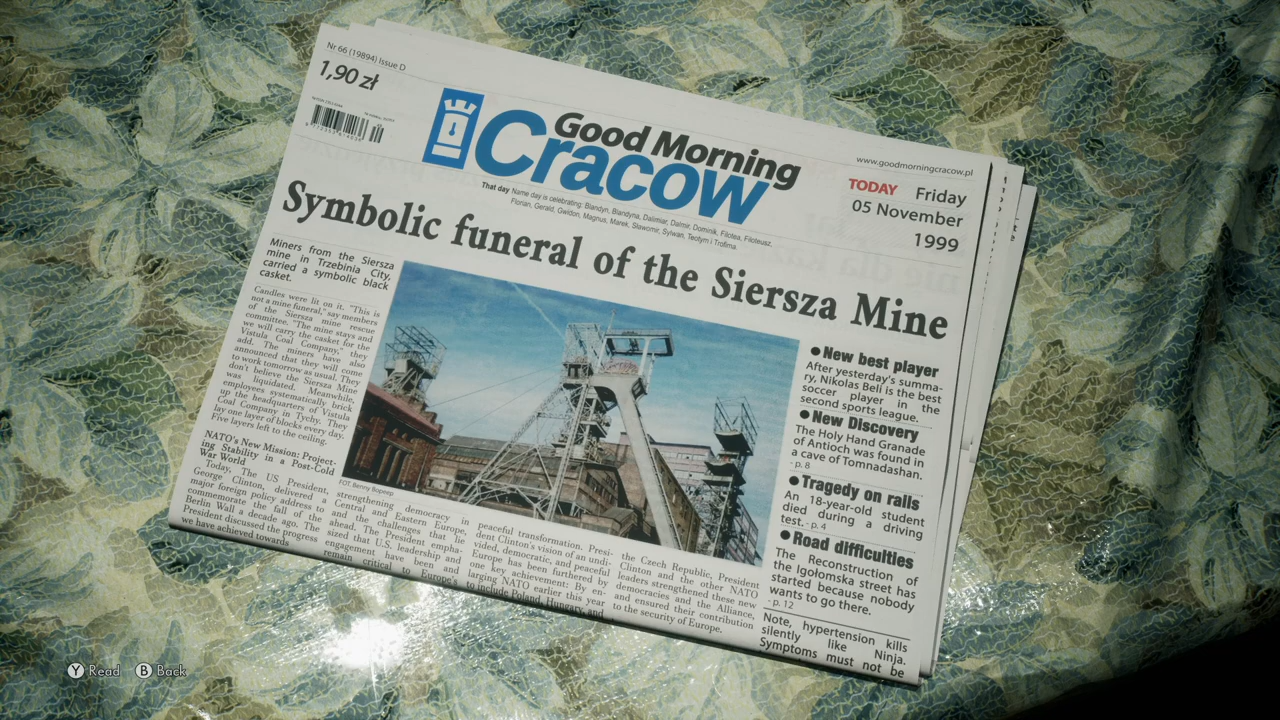 Nr 66 (19894) Issue D
1,90 zł
Good Morning
Cracow
www.goodmorningcracow.pl
TODAY Friday
05 November
1999
That day Name day is celebrating: Blandyn, Blandyna, Dalimiar, Dalmir, Dominik, Filotea, Filoteusz,
Florian, Gerald, Gwidon, Magnus, Marek, Sławomir, Sylwan, Teotym i Trofima.
Symbolic funeral of the Siersza Mine
Miners from the Siersza
mine in Trzebinia City,
carried a symbolic black
casket.
Candles were lit on it. "This is
not a mine funeral," say members
of the Siersza mine rescue
committee. "The mine stays and
we will carry the casket for the
Vistula Coal Company," they
add. The miners have also
announced that they will come
to work tomorrow as usual. They
don't believe the Siersza Mine
was liquidated. Meanwhile,
employees systematically brick
up the headquarters of Vistula
Coal Company in Tychy. They
lay one layer of blocks every day.
Five layers left to the ceiling.
NATO's New Mission: Project-
ing Stability in a Post-Cold
War World
Today, The US President,
George Clinton, delivered a
major foreign policy address to
commemorate the fall of the
Berlin Wall a decade ago. The
President discussed the progress
we have achieved towards
FOT. Benny Bopeep
strengthening democracy in
Central and Eastern Europe,
and the challenges that lie
ahead. The President empha-
sized that U.S. leadership and
engagement have been and
remain critical to Europe's
peaceful transformation. Presi-
dent Clinton's vision of an undi-
vided, democratic, and peaceful
Europe has been furthered by
one key achievement: By en-
larging NATO earlier this year
to include Poland, Hungary, and
the Czech Republic, President
Clinton and the other NATO
leaders strengthened these new
democracies and the Alliance,
and ensured their contribution
to the security of Europe.
●New best player
After yesterday's summa-
ry, Nikolas Beli is the best
soccer player in the
second sports league.
●New Discovery
The Holy Hand Granade
of Antioch was found in
a cave of Tomnadashan.
- p. 8
●Tragedy on rails
An 18-year-old student
died during a driving
test. - p. 4
●Road difficulties
The Reconstruction of
the Igołomska street has
started because nobody
wants to go there.
- p. 12
Note, hypertension kills
silently like Ninja.
Symptoms must not be
Y Read B Back